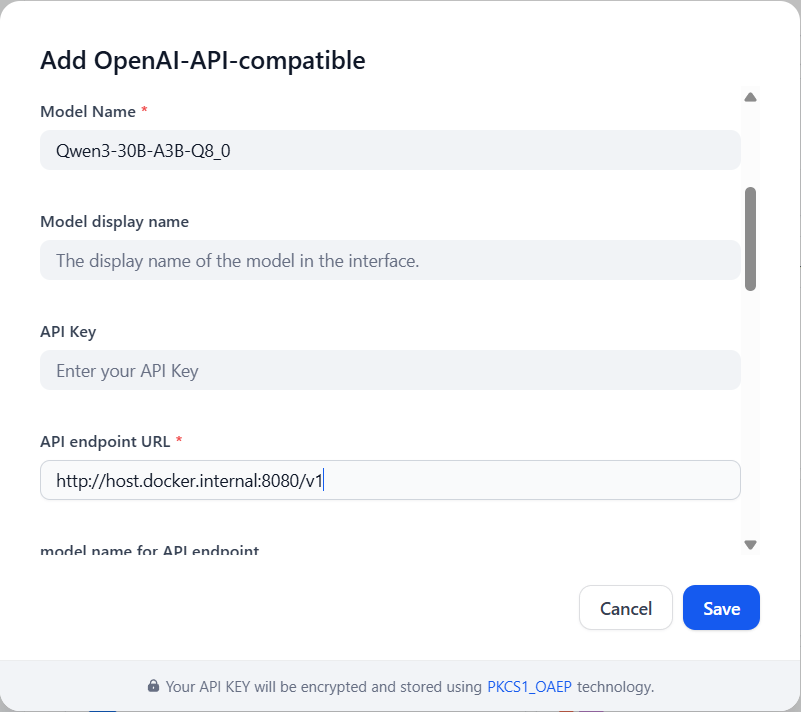 Add OpenAI-API-compatible
Model Name *
Qwen3-30B-A3B-Q8_0
Model display name
The display name of the model in the interface.
API Key
Enter your API Key
API endpoint URL *
http://host.docker.internal:8080/v1
model name for API endpoint
Cancel
Save
Your API KEY will be encrypted and stored using PKCS1_OAEP technology.